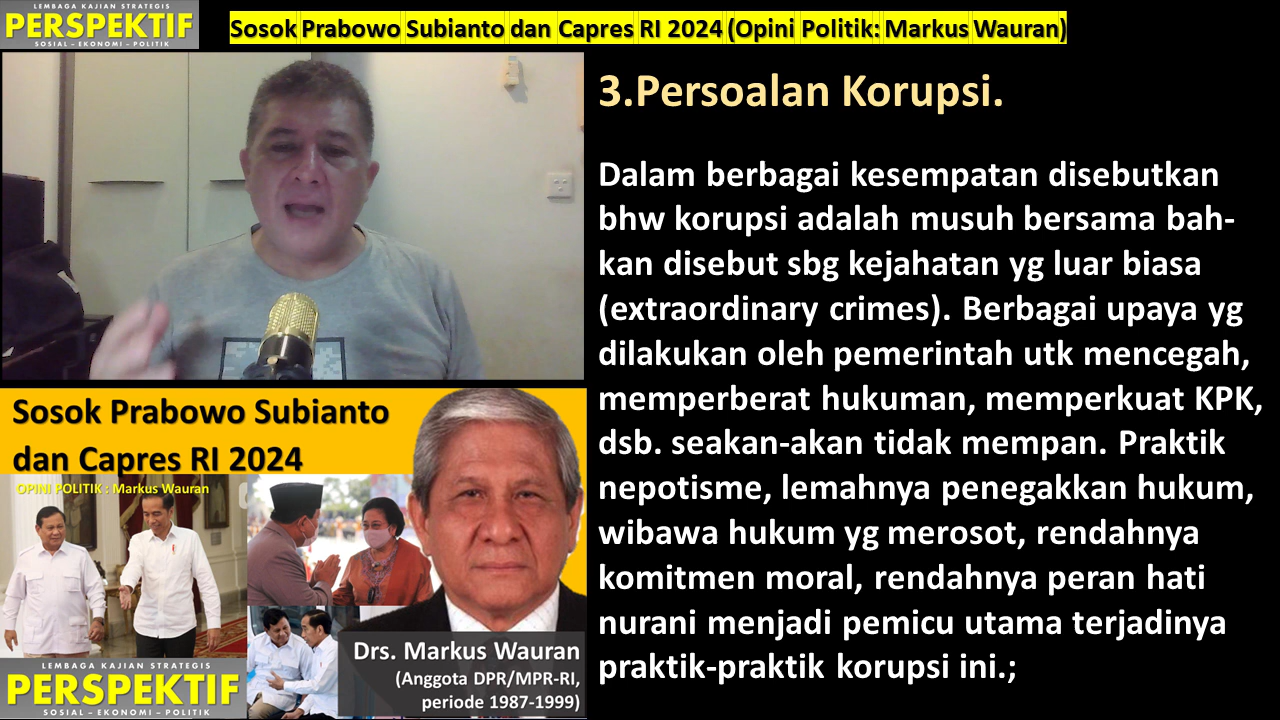 LEMBAGA KAJIAN STRATEGIS
PERSPEKTIF
SOSIAL – EKONOMI – POLITIK
Sosok Prabowo Subianto dan Capres RI 2024 (Opini Politik: Markus Wauran)
3.Persoalan Korupsi.
Dalam berbagai kesempatan disebutkan
bhw korupsi adalah musuh bersama bah-
kan disebut sbg kejahatan yg luar biasa
(extraordinary crimes). Berbagai upaya yg
dilakukan oleh pemerintah utk mencegah,
memperberat hukuman, memperkuat KPK,
dsb. seakan-akan tidak mempan. Praktik
nepotisme, lemahnya penegakkan hukum,
wibawa hukum yg merosot, rendahnya
komitmen moral, rendahnya peran hati
nurani menjadi pemicu utama terjadinya
praktik-praktik korupsi ini.;
Sosok Prabowo Subianto
dan Capres RI 2024
OPINI POLITIK : Markus Wauran
Drs. Markus Wauran
(Anggota DPR/MPR-RI,
periode 1987-1999)
LEMBAGA KAJIAN STRATEGIS
PERSPEKTIF
SOSIAL – EKONOMI – POLITIK